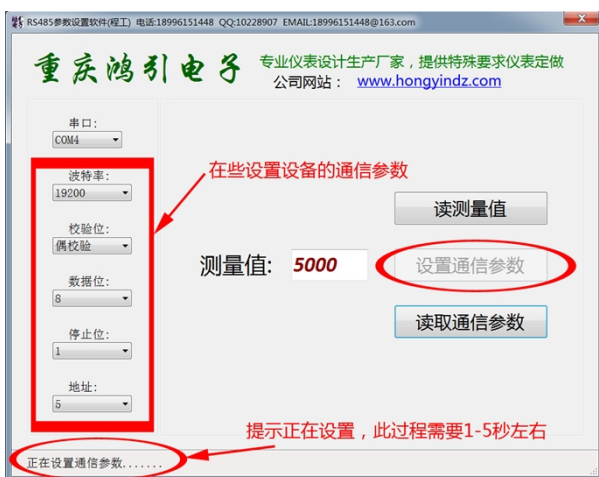 RS485参数设置软件(程工) 电话:18996151448 QQ:10228907 EMAIL:18996151448@163.com
重庆鸿引电子
专业仪表设计生产厂家，提供特殊要求仪表定做
公司网站： www.hongyindz.com
串口:
COM4
波特率:
19200
校验位:
偶校验
数据位:
8
停止位:
1
地址:
5
在些设置设备的通信参数
读测量值
测量值: 5000
设置通信参数
读取通信参数
提示正在设置，此过程需要1-5秒左右
正在设置通信参数.......